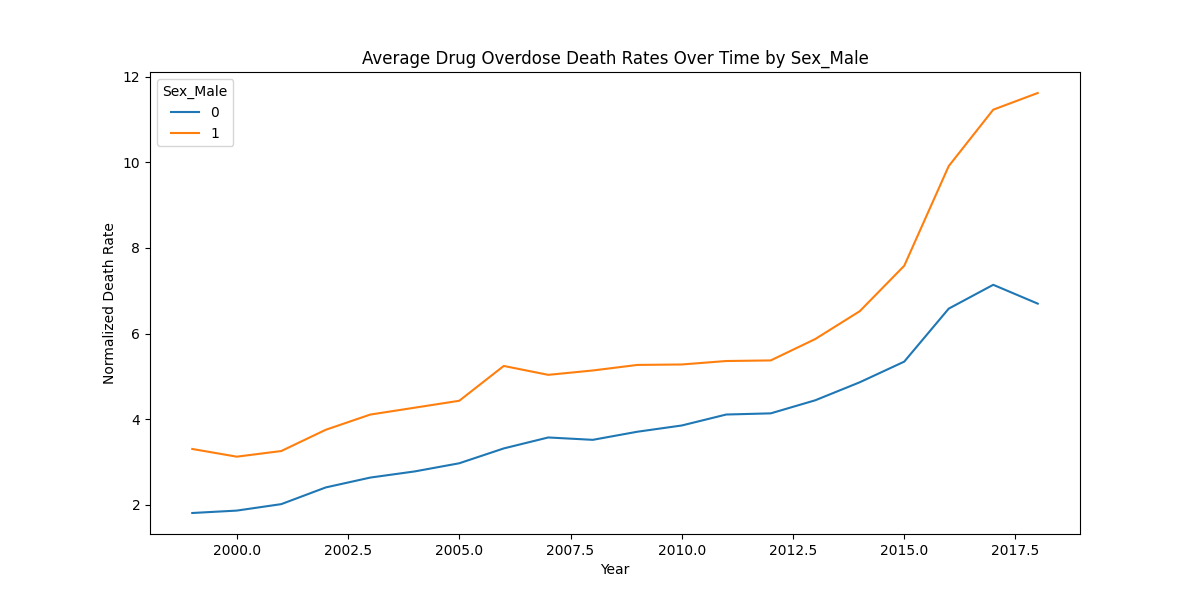 Average Drug Overdose Death Rates Over Time by Sex_Male
Sex_Male
0
1
Normalized Death Rate
12
10
8
6
4
2
2000.0 2002.5 2005.0 2007.5 2010.0 2012.5 2015.0 2017.5
Year